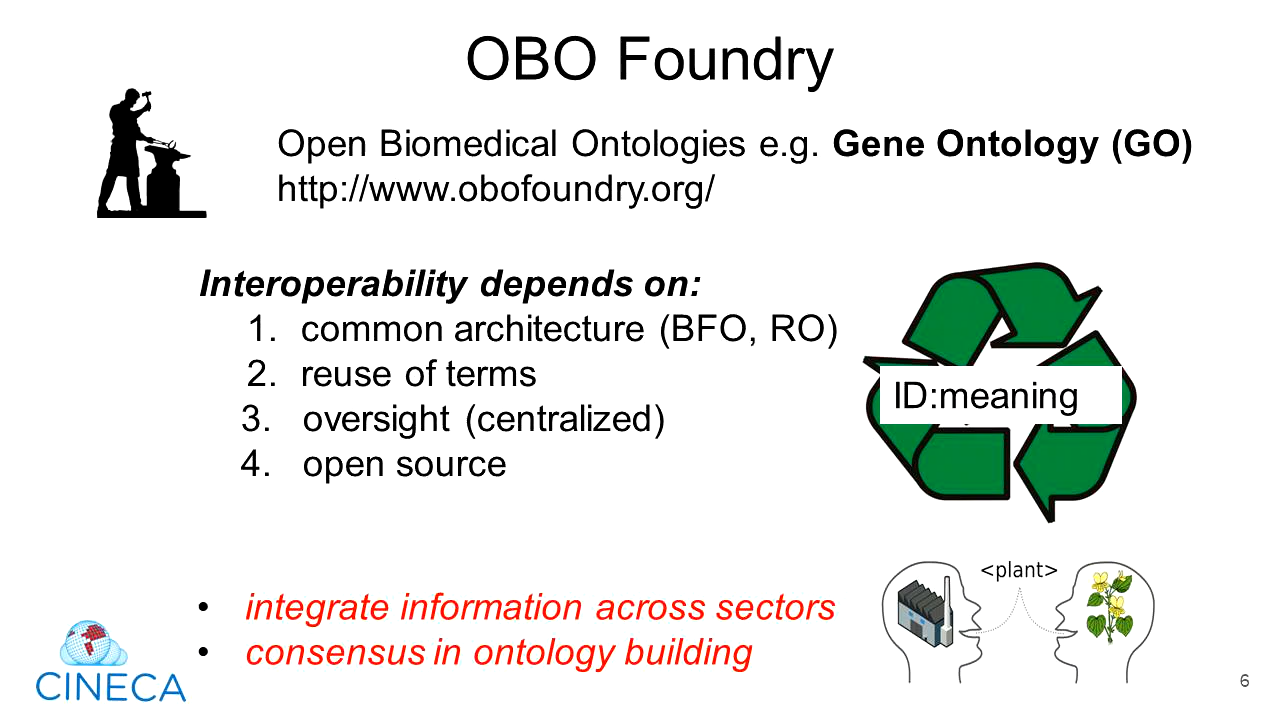 OBO Foundry
Open Biomedical Ontologies e.g. Gene Ontology (GO)
http://www.obofoundry.org/
Interoperability depends on:
1. common architecture (BFO, RO)
2. reuse of terms
3. oversight (centralized)
4. open source
ID:meaning
<plant>
• integrate information across sectors
• consensus in ontology building
CINECA
6